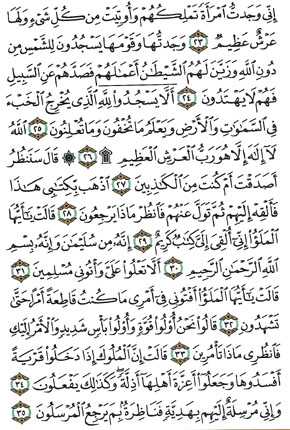 إِنِّي وَجَدتُّ ٱمْرَأَةً تَمْلِكُهُمْ وَأُوتِيَتْ مِن كُلِّ شَيْءٍ وَلَهَا
عَرْشٌ عَظِيمٌ ٢٣ وَجَدتُّهَا وَقَوْمَهَا يَسْجُدُونَ لِلشَّمْسِ مِن
دُونِ ٱللَّهِ وَزَيَّنَ لَهُمُ ٱلشَّيْطَٰنُ أَعْمَٰلَهُمْ فَصَدَّهُمْ عَنِ ٱلسَّبِيلِ
فَهُمْ لَا يَهْتَدُونَ ٢٤ أَلَّا يَسْجُدُوا۟ لِلَّهِ ٱلَّذِي يُخْرِجُ ٱلْخَبْءَ
فِي ٱلسَّمَٰوَٰتِ وَٱلْأَرْضِ وَيَعْلَمُ مَا تُخْفُونَ وَمَا تُعْلِنُونَ ٢٥ ٱللَّهُ
لَآ إِلَٰهَ إِلَّا هُوَ رَبُّ ٱلْعَرْشِ ٱلْعَظِيمِ ۩ ٢٦ ۞ قَالَ سَنَنظُرُ
أَصَدَقْتَ أَمْ كُنتَ مِنَ ٱلْكَٰذِبِينَ ٢٧ ٱذْهَب بِّكِتَٰبِي هَٰذَا
فَأَلْقِهْ إِلَيْهِمْ ثُمَّ تَوَلَّ عَنْهُمْ فَٱنظُرْ مَاذَا يَرْجِعُونَ ٢٨ قَالَتْ يَٰٓأَيُّهَا
ٱلْمَلَؤُا۟ إِنِّيٓ أُلْقِيَ إِلَيَّ كِتَٰبٌ كَرِيمٌ ٢٩ إِنَّهُۥ مِن سُلَيْمَٰنَ وَإِنَّهُۥ بِسْمِ
ٱللَّهِ ٱلرَّحْمَٰنِ ٱلرَّحِيمِ ٣٠ أَلَّا تَعْلُوا۟ عَلَيَّ وَأْتُونِي مُسْلِمِينَ ٣١
قَالَتْ يَٰٓأَيُّهَا ٱلْمَلَؤُا۟ أَفْتُونِي فِيٓ أَمْرِي مَا كُنتُ قَاطِعَةً أَمْرًا حَتَّىٰ
تَشْهَدُونِ ٣٢ قَالُوا۟ نَحْنُ أُو۟لُوا۟ قُوَّةٍ وَأُو۟لُوا۟ بَأْسٍ شَدِيدٍ وَٱلْأَمْرُ إِلَيْكِ
فَٱنظُرِي مَاذَا تَأْمُرِينَ ٣٣ قَالَتْ إِنَّ ٱلْمُلُوكَ إِذَا دَخَلُوا۟ قَرْيَةً
أَفْسَدُوهَا وَجَعَلُوٓا۟ أَعِزَّةَ أَهْلِهَآ أَذِلَّةً ۖ وَكَذَٰلِكَ يَفْعَلُونَ ٣٤
وَإِنِّي مُرْسِلَةٌ إِلَيْهِم بِهَدِيَّةٍ فَنَاظِرَةٌۢ بِمَ يَرْجِعُ ٱلْمُرْسَلُونَ ٣٥